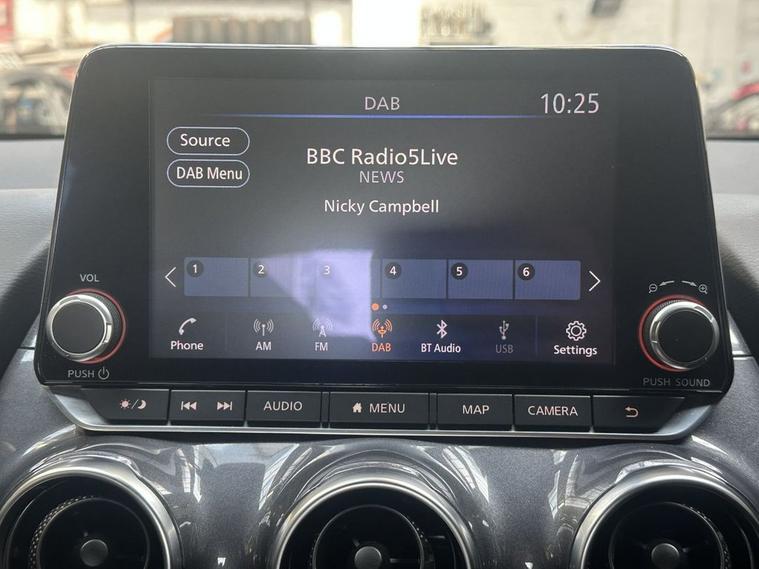 DAB
10:25
Source
BBC Radio5Live
DAB Menu
NEWS
Nicky Campbell
1 2 3 4 5 6
VOL
Phone
AM
FM
DAB
BT Audio
USB
Settings
PUSH
PUSH SOUND
AUDIO
MENU
MAP
CAMERA